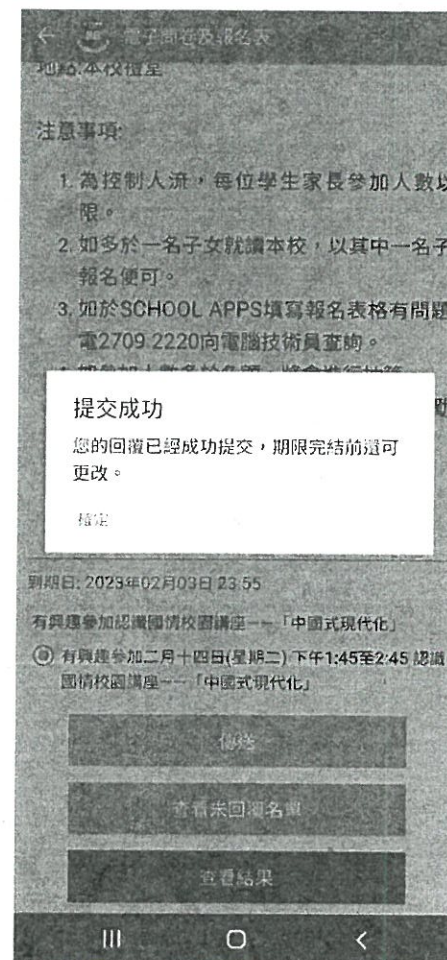 電子問卷及報名表
地點:本校禮堂
注意事項:
1. 為控制人流，每位學生家長參加人數以
限。
2. 如多於一名子女就讀本校，以其中一名子
報名便可。
3. 如於SCHOOL APPS填寫報名表格有問題
電2709 2220向電腦技術員查詢。
提交成功
您的回覆已經成功提交，期限完結前還可
更改。
確定
到期日: 2023年02月03日 23:55
有興趣參加認識國情校園講座——「中國式現代化」
有興趣參加二月十四日(星期二) 下午1:45至2:45 認識
國情校園講座——「中國式現代化」
傳送
查看未回覆名單
查看結果